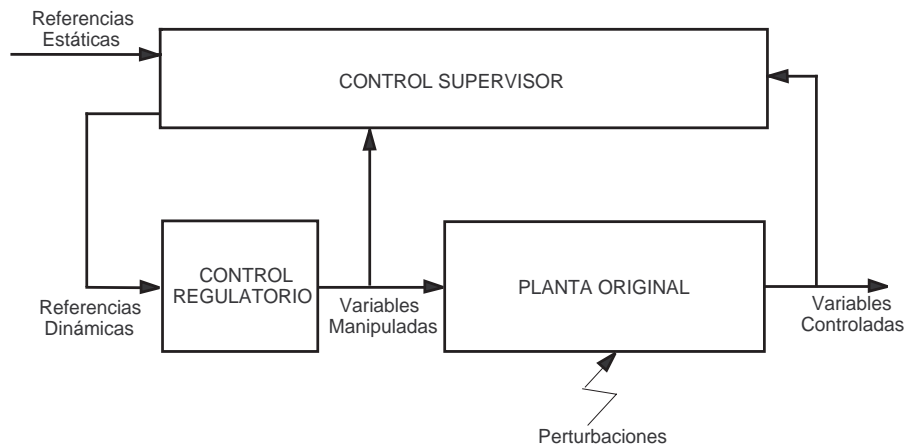 Referencias
Estáticas
CONTROL SUPERVISOR
CONTROL
REGULATORIO
PLANTA ORIGINAL
Referencias
Dinámicas
Variables
Manipuladas
Variables
Controladas
Perturbaciones